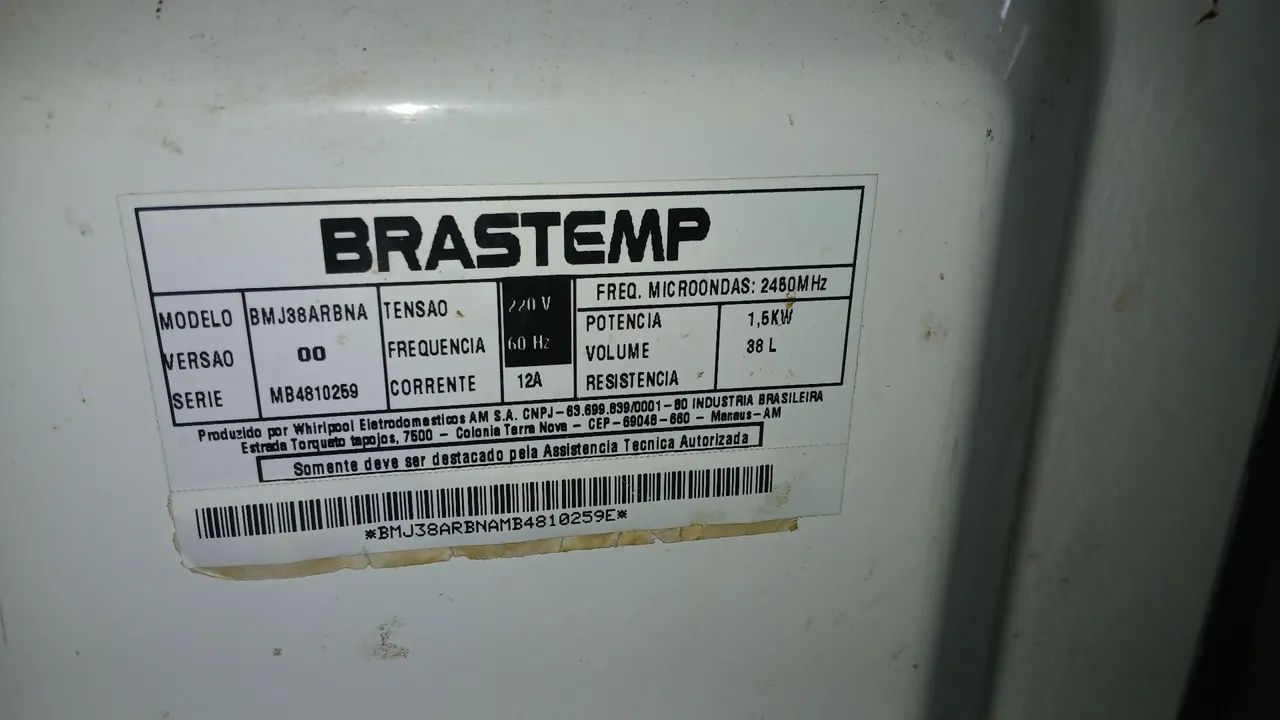 BRASTEMP
MODELO BMJ38ARBNA TENSAO 220 V FREQ. MICROONDAS: 2450MHz
VERSAO 00 FREQUENCIA 60 Hz POTENCIA 1,5KW
SERIE MB4810259 CORRENTE 12A VOLUME 38 L
RESISTENCIA
Produzido por Whirlpool Eletrodomesticos AM S.A. CNPJ-63.699.839/0001-80 INDUSTRIA BRASILEIRA
Estrada Torquato tapajos, 7500 - Colonia Terra Nova - CEP-69048-660 - Manaus-AM
Somente deve ser destacado pela Assistencia Tecnica Autorizada
*BMJ38ARBNAMB4810259E*